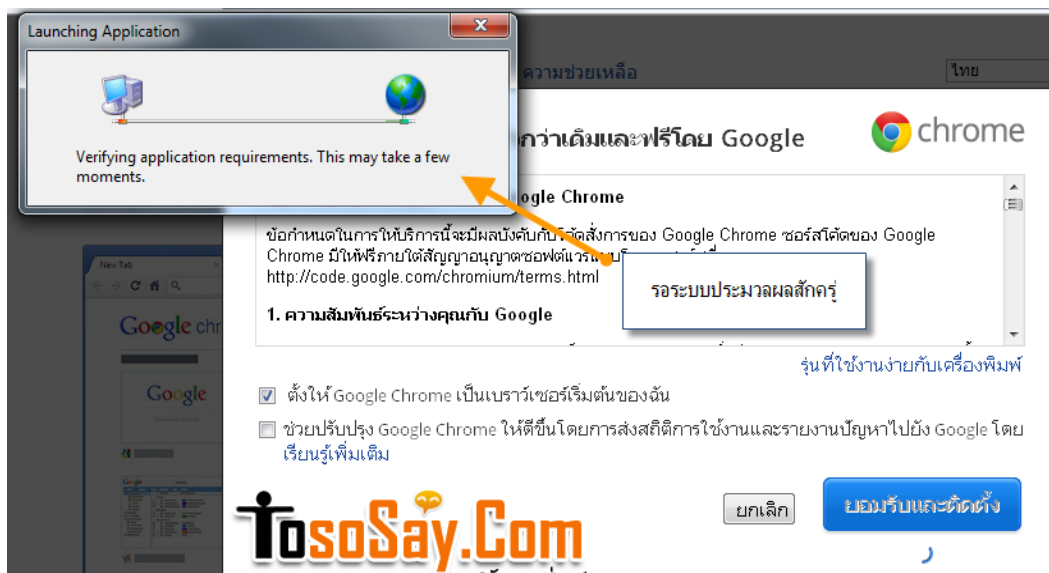 Launching Application
Verifying application requirements. This may take a few
moments.
ความช่วยเหลือ
ไทย
กว่าเดิมและฟรีโดย Google
chrome
ogle Chrome
ข้อกำหนดในการให้บริการนี้จะมีผลบังคับกับโค้ดสั่งการของ Google Chrome ซอร์สโค้ดของ Google
Chrome มีให้ฟรีภายใต้สัญญาอนุญาตซอฟต์แวร์
http://code.google.com/chromium/terms.html
รอระบบประมวลผลสักครู่
1. ความสัมพันธ์ระหว่างคุณกับ Google
รุ่นที่ใช้งานง่ายกับเครื่องพิมพ์
ตั้งให้ Google Chrome เป็นเบราว์เซอร์เริ่มต้นของฉัน
ช่วยปรับปรุง Google Chrome ให้ดีขึ้นโดยการส่งสถิติการใช้งานและรายงานปัญหาไปยัง Google โดย
เรียนรู้เพิ่มเติม
ยกเลิก
ยอมรับและติดตั้ง
New Tab
Google chr
Google
TosoSay.Com